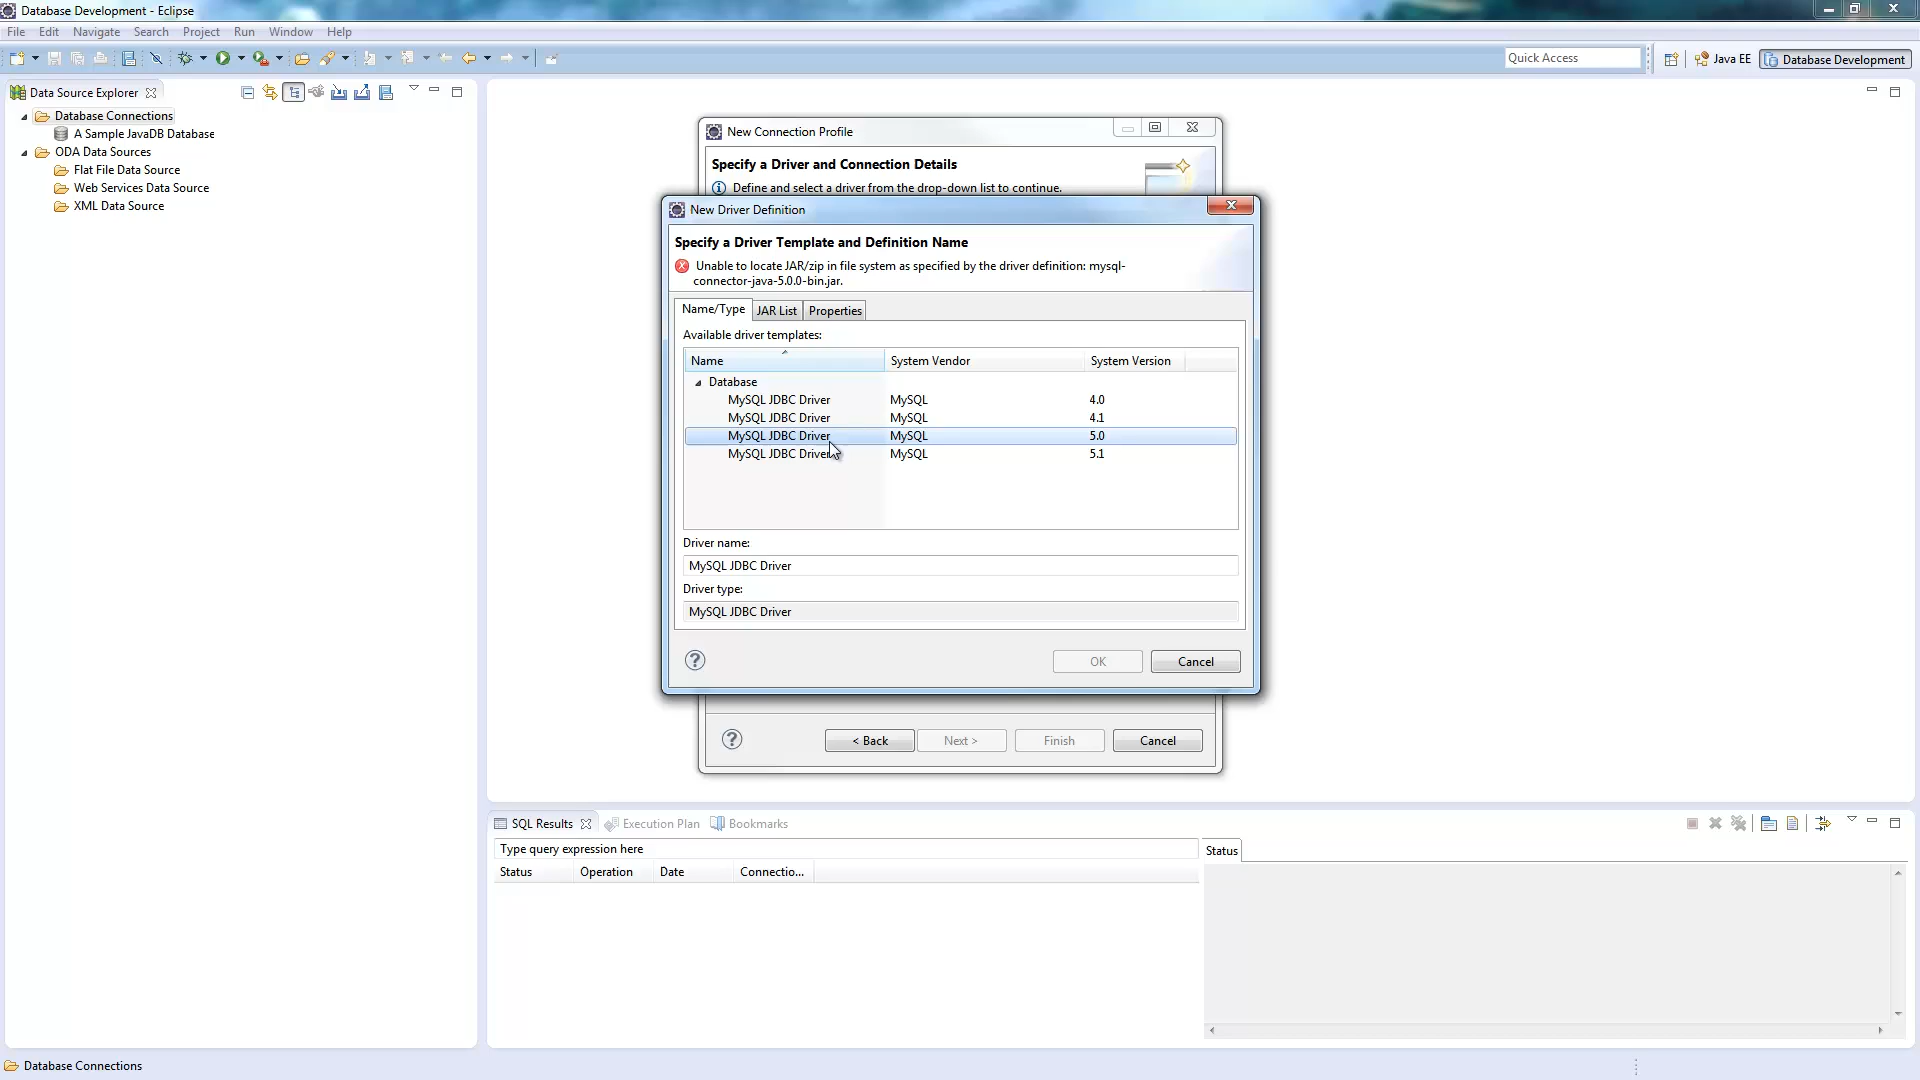 Database Development - Eclipse
File Edit Navigate Search Project Run Window Help
Quick Access
Java EE
Database Development
Data Source Explorer
Database Connections
A Sample JavaDB Database
ODA Data Sources
Flat File Data Source
Web Services Data Source
XML Data Source
New Connection Profile
Specify a Driver and Connection Details
Define and select a driver from the drop-down list to continue.
New Driver Definition
Specify a Driver Template and Definition Name
Unable to locate JAR/zip in file system as specified by the driver definition: mysql-
connector-java-5.0.0-bin.jar.
Name/Type JAR List Properties
Available driver templates:
Name System Vendor System Version
Database
MySQL JDBC Driver MySQL 4.0
MySQL JDBC Driver MySQL 4.1
MySQL JDBC Driver MySQL 5.0
MySQL JDBC Driver MySQL 5.1
Driver name:
MySQL JDBC Driver
Driver type:
MySQL JDBC Driver
OK Cancel
< Back Next > Finish Cancel
SQL Results Execution Plan Bookmarks
Type query expression here
Status
Status Operation Date Connectio...
Database Connections